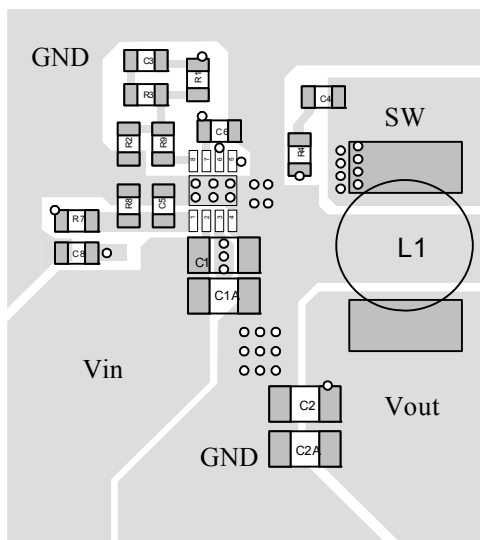 GND
C3
R1
R3
C4
C6
SW
R2
R9
R4
8 7 6 5
R8
C5
R7
1 2 3 4
L1
C8
C1
C1A
Vin
C2
Vout
GND
C2A